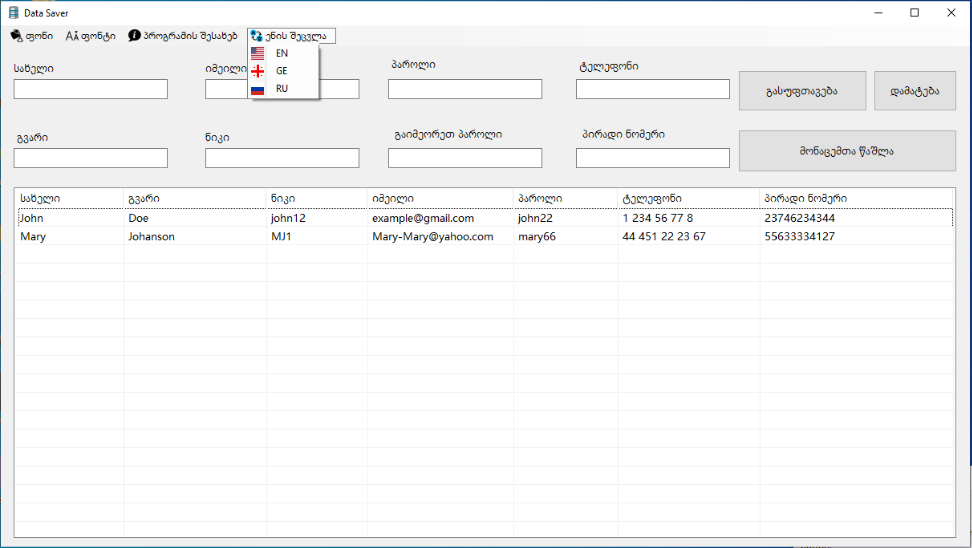 Data Saver
ფონი ფონტი პროგრამის შესახებ ენის შეცვლა
EN
GE
RU
სახელი იმეილი პაროლი ტელეფონი
გასუფთავება დამატება
გვარი ნიკი გაიმეორეთ პაროლი პირადი ნომერი
მონაცემთა წაშლა
სახელი გვარი ნიკი იმეილი პაროლი ტელეფონი პირადი ნომერი
John Doe john12 example@gmail.com john22 1 234 56 77 8 23746234344
Mary Johanson MJ1 Mary-Mary@yahoo.com mary66 44 451 22 23 67 55633334127